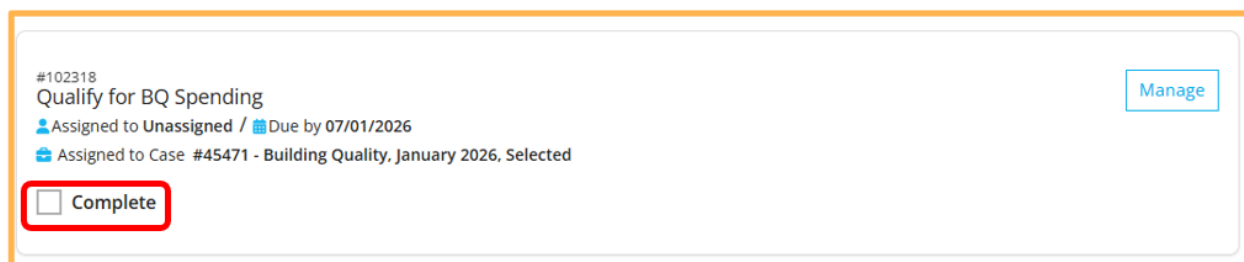 #102318
Qualify for BQ Spending
Manage
Assigned to Unassigned / Due by 07/01/2026
Assigned to Case #45471 - Building Quality, January 2026, Selected
Complete